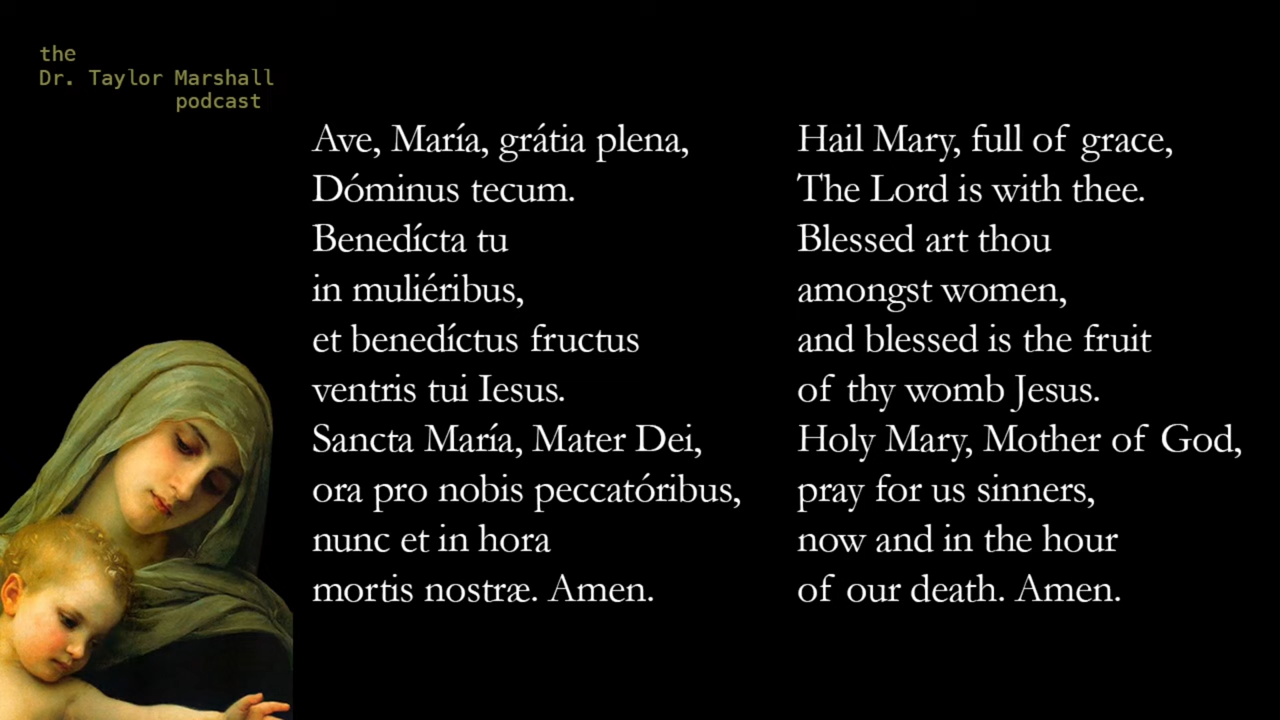 the
Dr. Taylor Marshall
podcast
Ave, María, grátia plena,
Dóminus tecum.
Benedícta tu
in muliéribus,
et benedíctus fructus
ventris tui Iesus.
Sancta María, Mater Dei,
ora pro nobis peccatóribus,
nunc et in hora
mortis nostræ. Amen.
Hail Mary, full of grace,
The Lord is with thee.
Blessed art thou
amongst women,
and blessed is the fruit
of thy womb Jesus.
Holy Mary, Mother of God,
pray for us sinners,
now and in the hour
of our death. Amen.